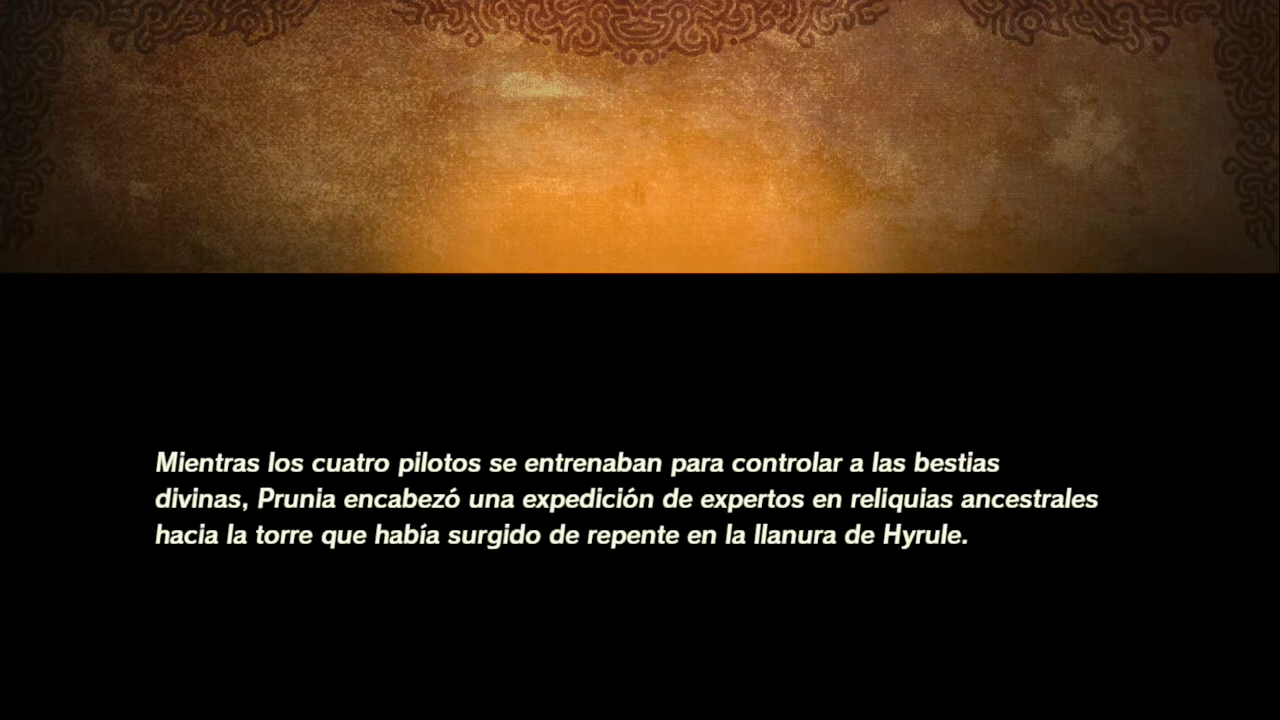 Mientras los cuatro pilotos se entrenaban para controlar a las bestias
divinas, Prunia encabezó una expedición de expertos en reliquias ancestrales
hacia la torre que había surgido de repente en la llanura de Hyrule.